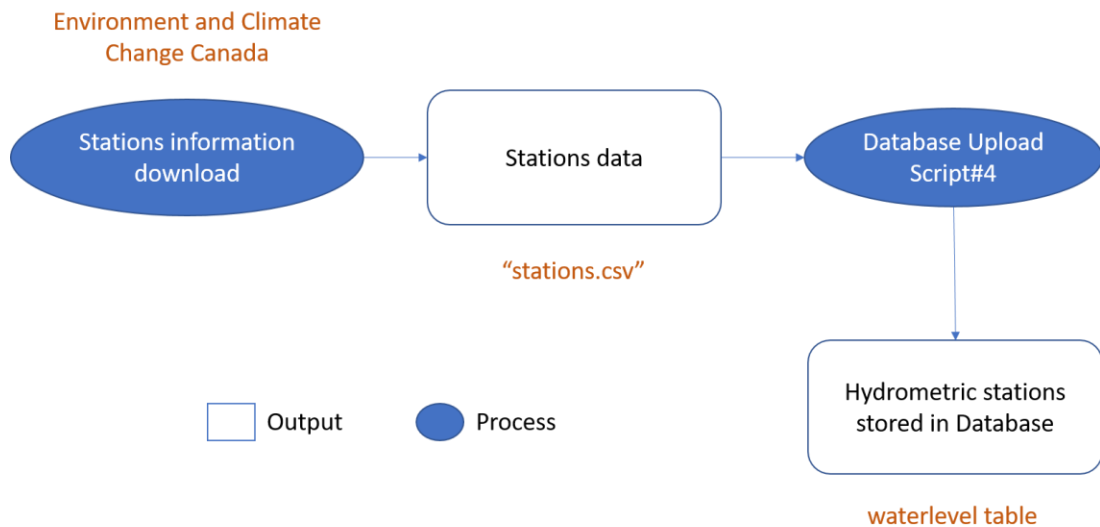 Environment and Climate
Change Canada
Stations information
download
Stations data
Database Upload
Script#4
“stations.csv”
Hydrometric stations
stored in Database
Output
Process
waterlevel table